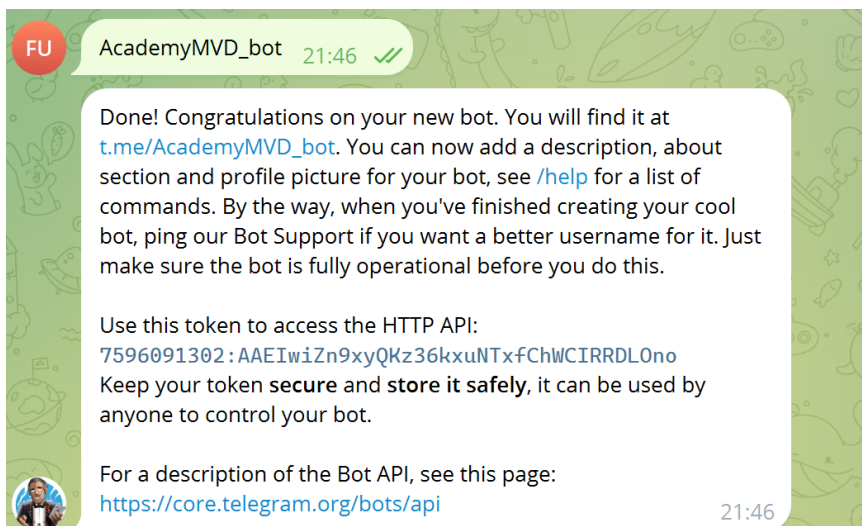 FU
AcademyMVD_bot 21:46
Done! Congratulations on your new bot. You will find it at
t.me/AcademyMVD_bot. You can now add a description, about
section and profile picture for your bot, see /help for a list of
commands. By the way, when you've finished creating your cool
bot, ping our Bot Support if you want a better username for it. Just
make sure the bot is fully operational before you do this.
Use this token to access the HTTP API:
7596091302:AAEIwiZn9xyQKz36kxuNTxfChWCIRRDLOno
Keep your token secure and store it safely, it can be used by
anyone to control your bot.
For a description of the Bot API, see this page:
https://core.telegram.org/bots/api
21:46